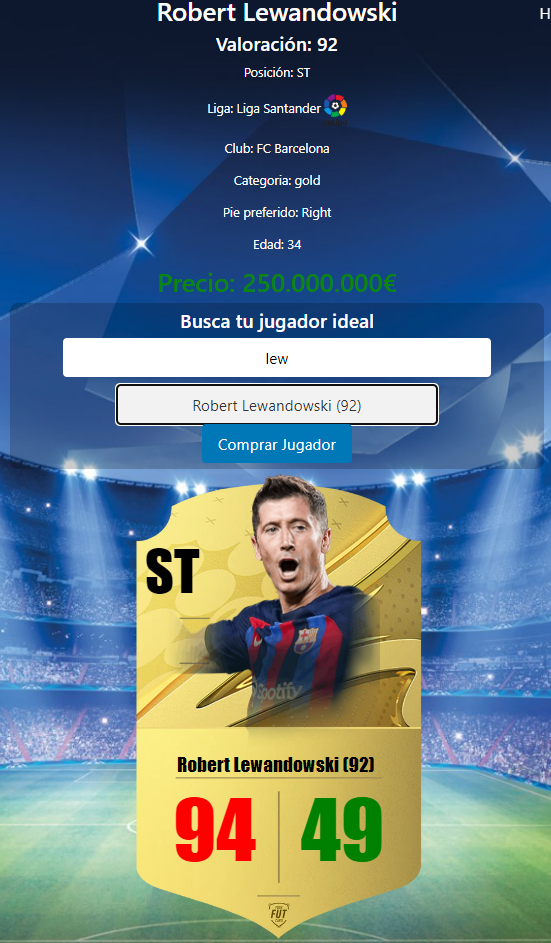 Robert Lewandowski
H
Valoración: 92
Posición: ST
Liga: Liga Santander
Club: FC Barcelona
Categoria: gold
Pie preferido: Right
Edad: 34
Precio: 250.000.000€
Busca tu jugador ideal
lew
Robert Lewandowski (92)
Comprar Jugador
ST
Spotify
Robert Lewandowski (92)
94 49
FUT